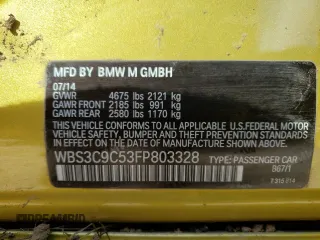 MFD BY BMW M GMBH
07/14
GVWR 4675 lbs 2121 kg
GAWR FRONT 2185 lbs 991 kg
GAWR REAR 2580 lbs 1170 kg
THIS VEHICLE CONFORMS TO ALL APPLICABLE U.S.FEDERAL
MOTOR VEHICLE SAFETY, BUMPER, AND THEFT PREVENTION
STANDARDS IN EFFECT ON THE DATE OF MANUFACTURE SHOWN ABOVE
WBS3C9C53FP803328 TYPE: PASSENGER CAR